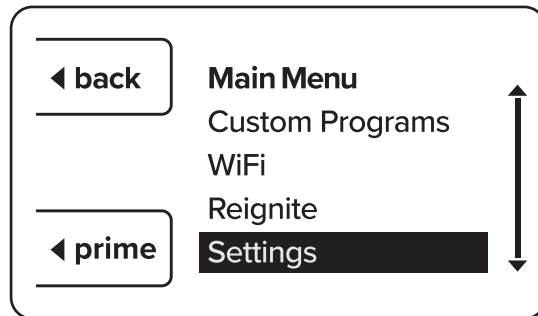 back
Main Menu
Custom Programs
WiFi
Reignite
prime
Settings